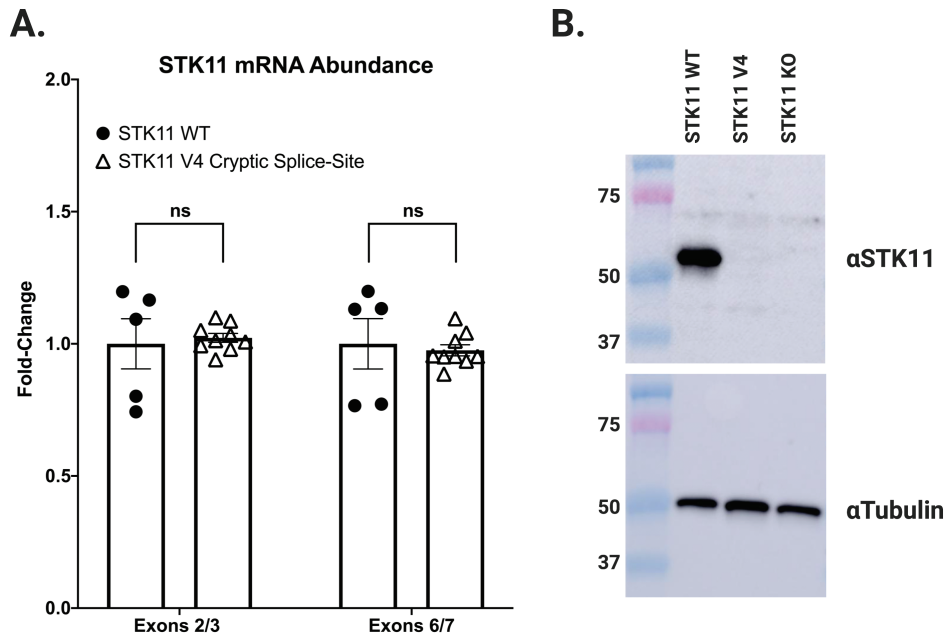 A.
STK11 mRNA Abundance
2.0
STK11 WT
STK11 V4 Cryptic Splice-Site
1.5
ns
ns
1.0
Fold-Change
0.5
0.0
Exons 2/3
Exons 6/7
B.
STK11 WT
STK11 V4
STK11 KO
75
50
37
αSTK11
75
50
37
αTubulin